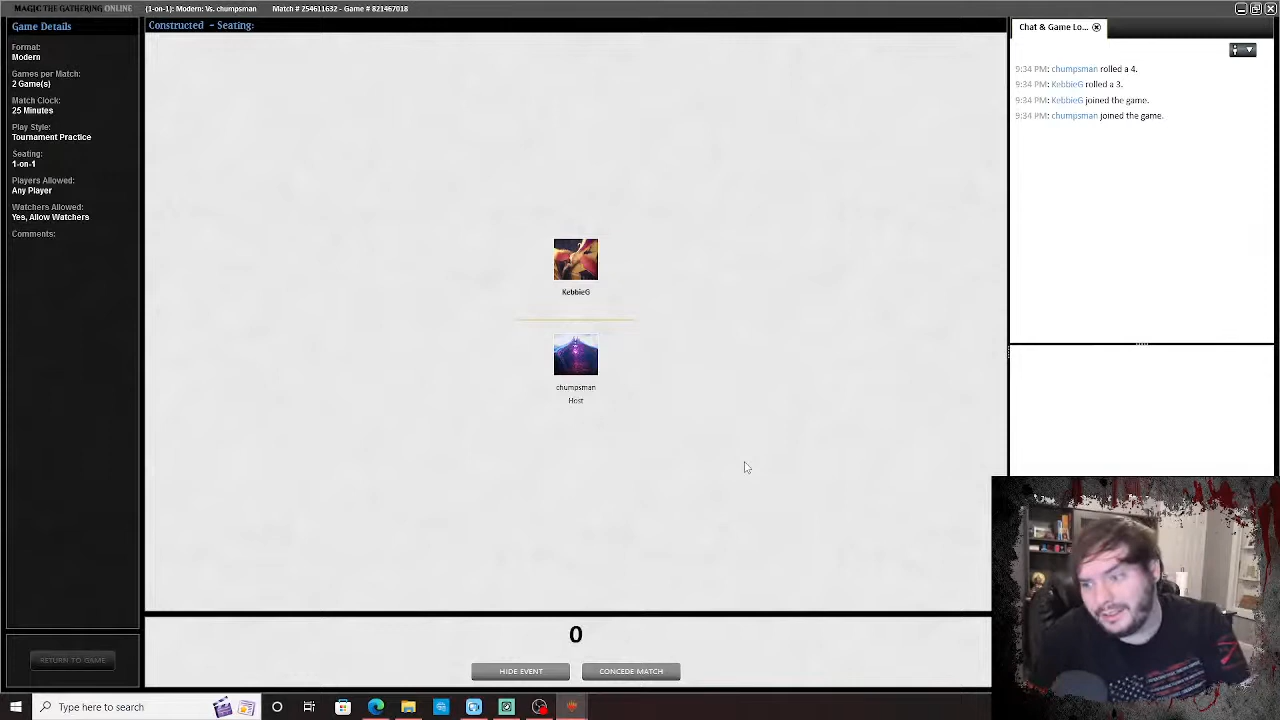 MAGIC THE GATHERING ONLINE (1-on-1): Modern: Vs. chumpsman Match # 254611632 - Game # 821467018
Game Details
Format:
Modern
Games per Match:
2 Game(s)
Match Clock:
25 Minutes
Play Style:
Tournament Practice
Seating:
1-on-1
Players Allowed:
Any Player
Watchers Allowed:
Yes, Allow Watchers
Comments:
RETURN TO GAME
Constructed - Seating:
KebbieG
chumpsman
Host
0
HIDE EVENT CONCEDE MATCH
Chat & Game Lo...
9:34 PM: chumpsman rolled a 4.
9:34 PM: KebbieG rolled a 3.
9:34 PM: KebbieG joined the game.
9:34 PM: chumpsman joined the game.
Type here to search